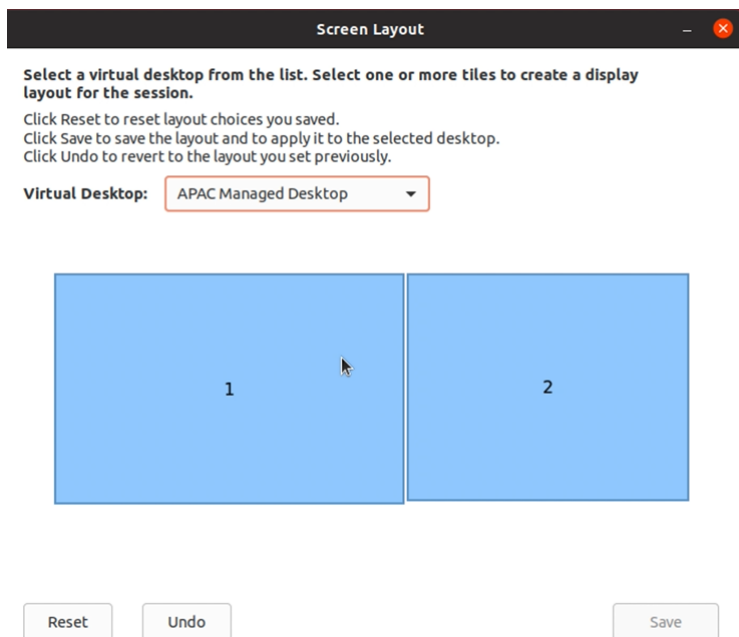 Screen Layout
Select a virtual desktop from the list. Select one or more tiles to create a display
layout for the session.
Click Reset to reset layout choices you saved.
Click Save to save the layout and to apply it to the selected desktop.
Click Undo to revert to the layout you set previously.
Virtual Desktop: APAC Managed Desktop
1 2
Reset Undo Save